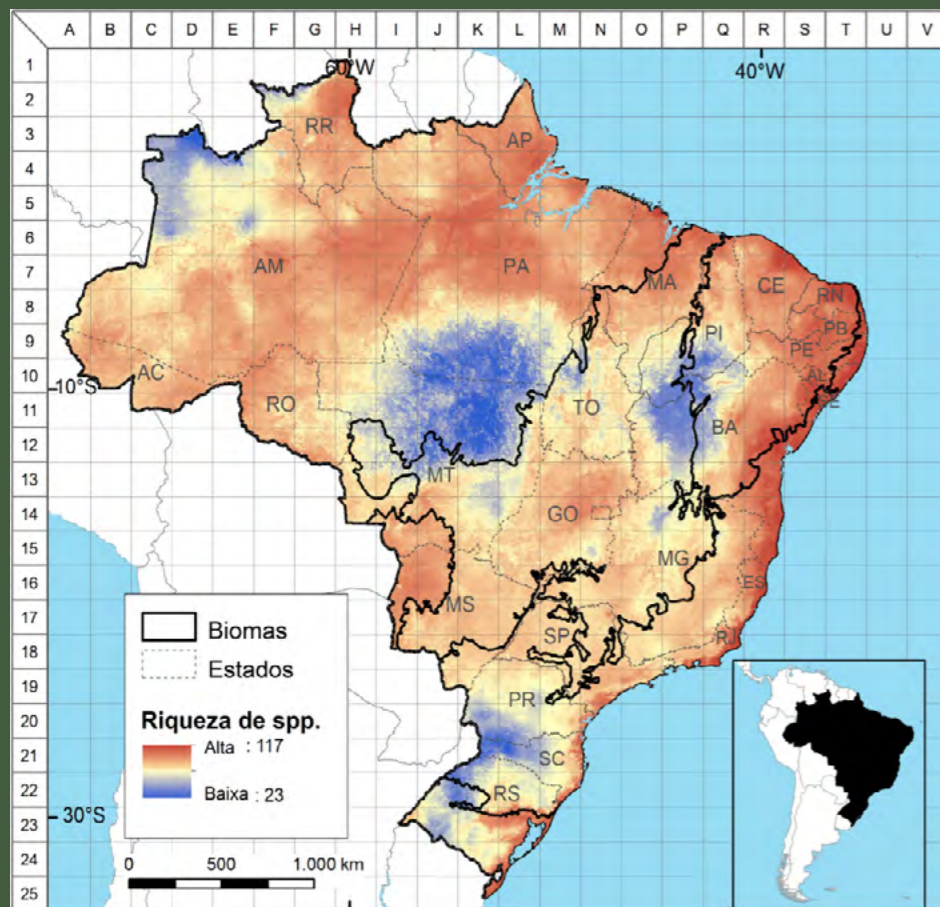 A B C D E F G H I J K L M N O P Q R S T U V
1
60°W
40°W
2
RR
3
AP
4
5
6
AM
PA
MA
CE
7
RN
8
PI
PB
9
PE
AC
AL
10
10°S
RO
TO
SE
11
BA
12
MT
13
GO
14
MG
15
ES
16
MS
17
Biomas
SP
RJ
18
Estados
PR
19
Riqueza de spp.
20
Alta : 117
SC
21
Baixa : 23
RS
22
30°S
23
0 500 1.000 km
24
25